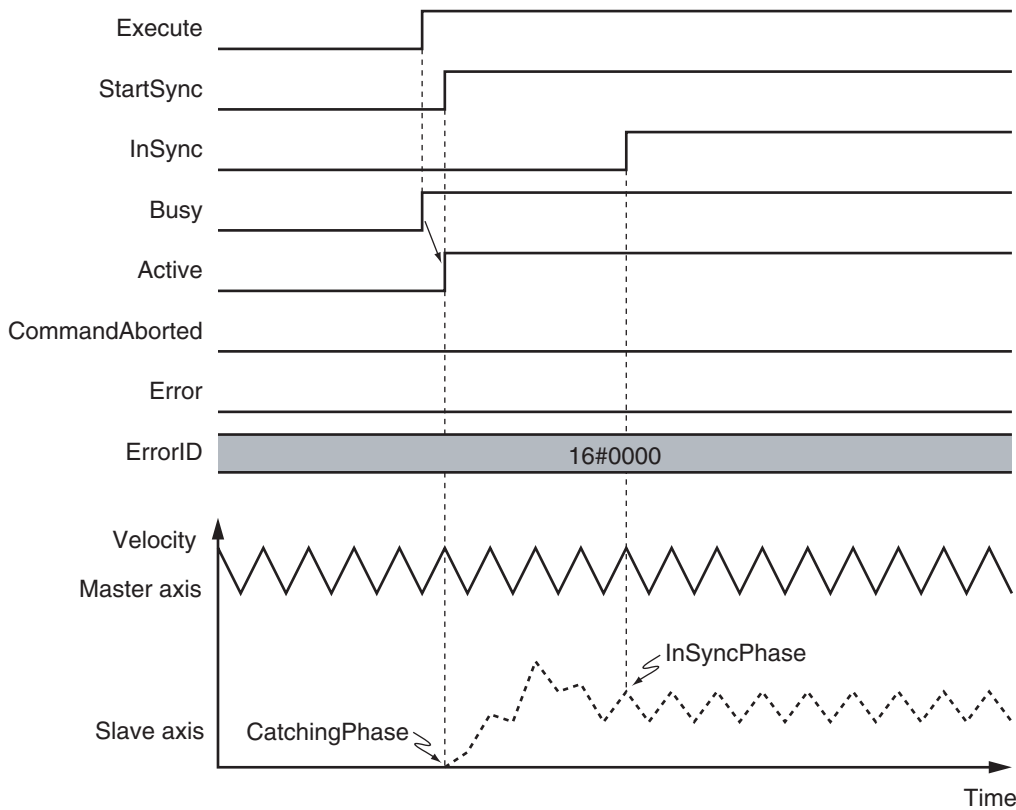 Execute
StartSync
InSync
Busy
Active
CommandAborted
Error
ErrorID
16#0000
Velocity
Master axis
InSyncPhase
Slave axis
CatchingPhase
Time